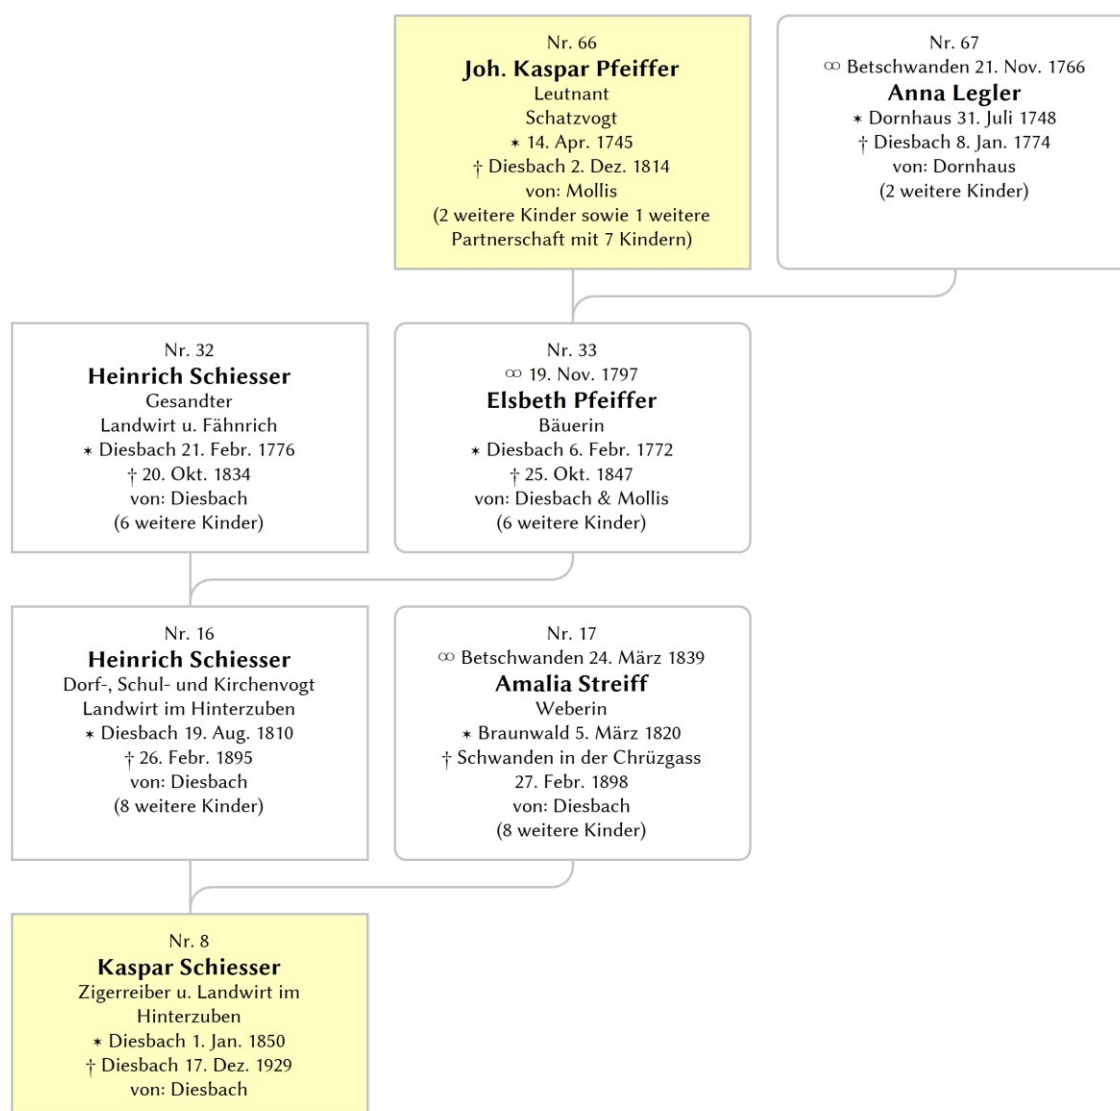 Nr. 66
Joh. Kaspar Pfeiffer
Leutnant
Schatzvogt
✶ 14. Apr. 1745
† Diesbach 2. Dez. 1814
von: Mollis
(2 weitere Kinder sowie 1 weitere
Partnerschaft mit 7 Kindern)
Nr. 67
⚭ Betschwanden 21. Nov. 1766
Anna Legler
✶ Dornhaus 31. Juli 1748
† Diesbach 8. Jan. 1774
von: Dornhaus
(2 weitere Kinder)
Nr. 32
Heinrich Schiesser
Gesandter
Landwirt u. Fähnrich
✶ Diesbach 21. Febr. 1776
† 20. Okt. 1834
von: Diesbach
(6 weitere Kinder)
Nr. 33
⚭ 19. Nov. 1797
Elsbeth Pfeiffer
Bäuerin
✶ Diesbach 6. Febr. 1772
† 25. Okt. 1847
von: Diesbach & Mollis
(6 weitere Kinder)
Nr. 16
Heinrich Schiesser
Dorf-, Schul- und Kirchenvogt
Landwirt im Hinterzuben
✶ Diesbach 19. Aug. 1810
† 26. Febr. 1895
von: Diesbach
(8 weitere Kinder)
Nr. 17
⚭ Betschwanden 24. März 1839
Amalia Streiff
Weberin
✶ Braunwald 5. März 1820
† Schwanden in der Chrüzgass
27. Febr. 1898
von: Diesbach
(8 weitere Kinder)
Nr. 8
Kaspar Schiesser
Zigerreiber u. Landwirt im
Hinterzuben
✶ Diesbach 1. Jan. 1850
† Diesbach 17. Dez. 1929
von: Diesbach